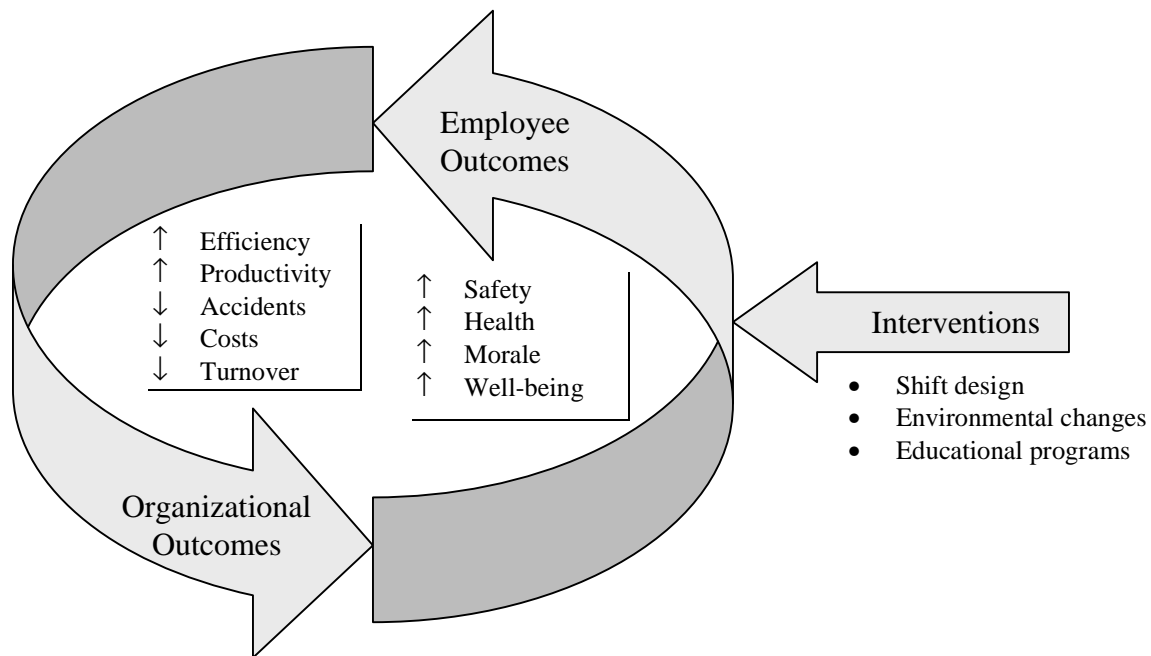 Employee
Outcomes
↑ Efficiency
↑ Productivity
↓ Accidents
↓ Costs
↓ Turnover
↑ Safety
↑ Health
↑ Morale
↑ Well-being
Interventions
• Shift design
• Environmental changes
• Educational programs
Organizational
Outcomes